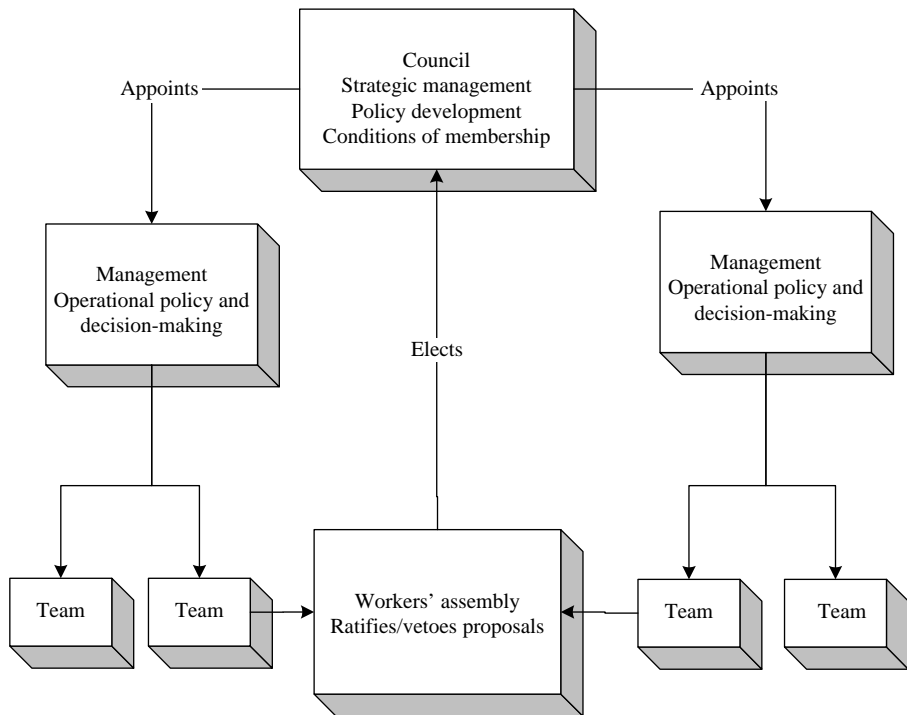 Council
Strategic management
Policy development
Conditions of membership
Appoints
Appoints
Management
Operational policy and
decision-making
Management
Operational policy and
decision-making
Elects
Team
Team
Workers’ assembly
Ratifies/vetoes proposals
Team
Team